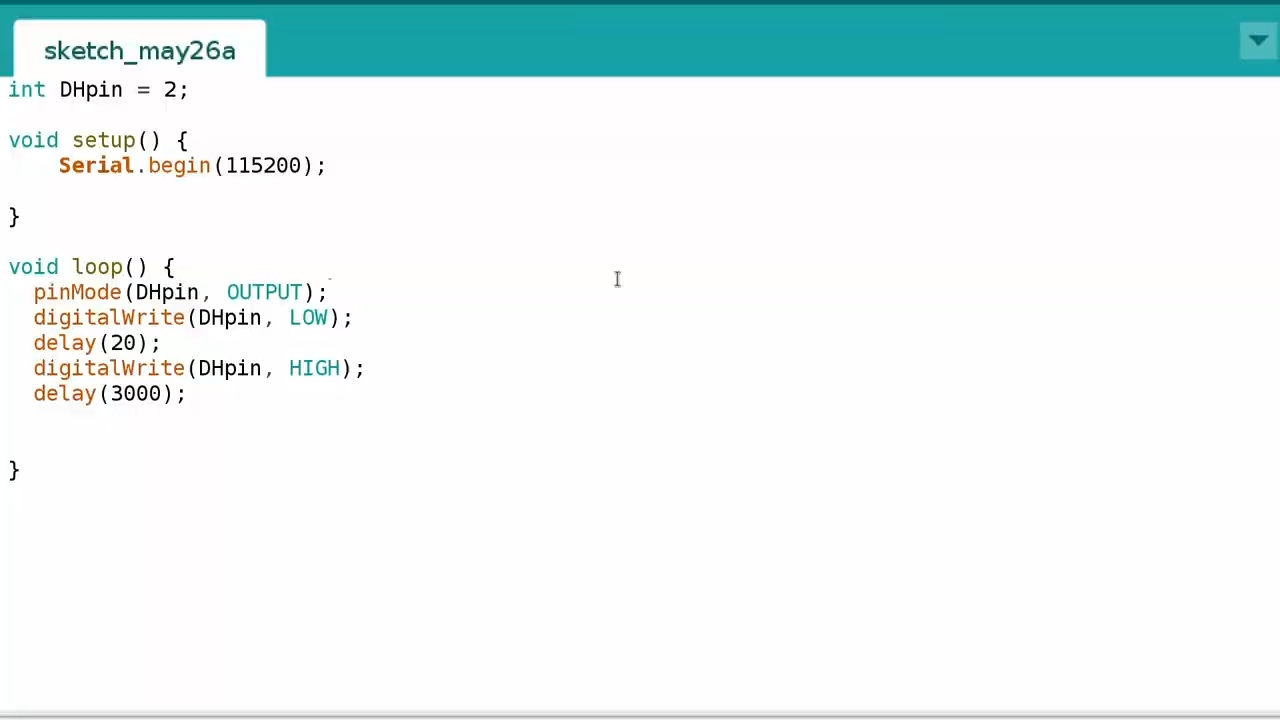 sketch_may26a
int DHpin = 2;
void setup() {
Serial.begin(115200);
}
void loop() {
pinMode(DHpin, OUTPUT);
digitalWrite(DHpin, LOW);
delay(20);
digitalWrite(DHpin, HIGH);
delay(3000);
}